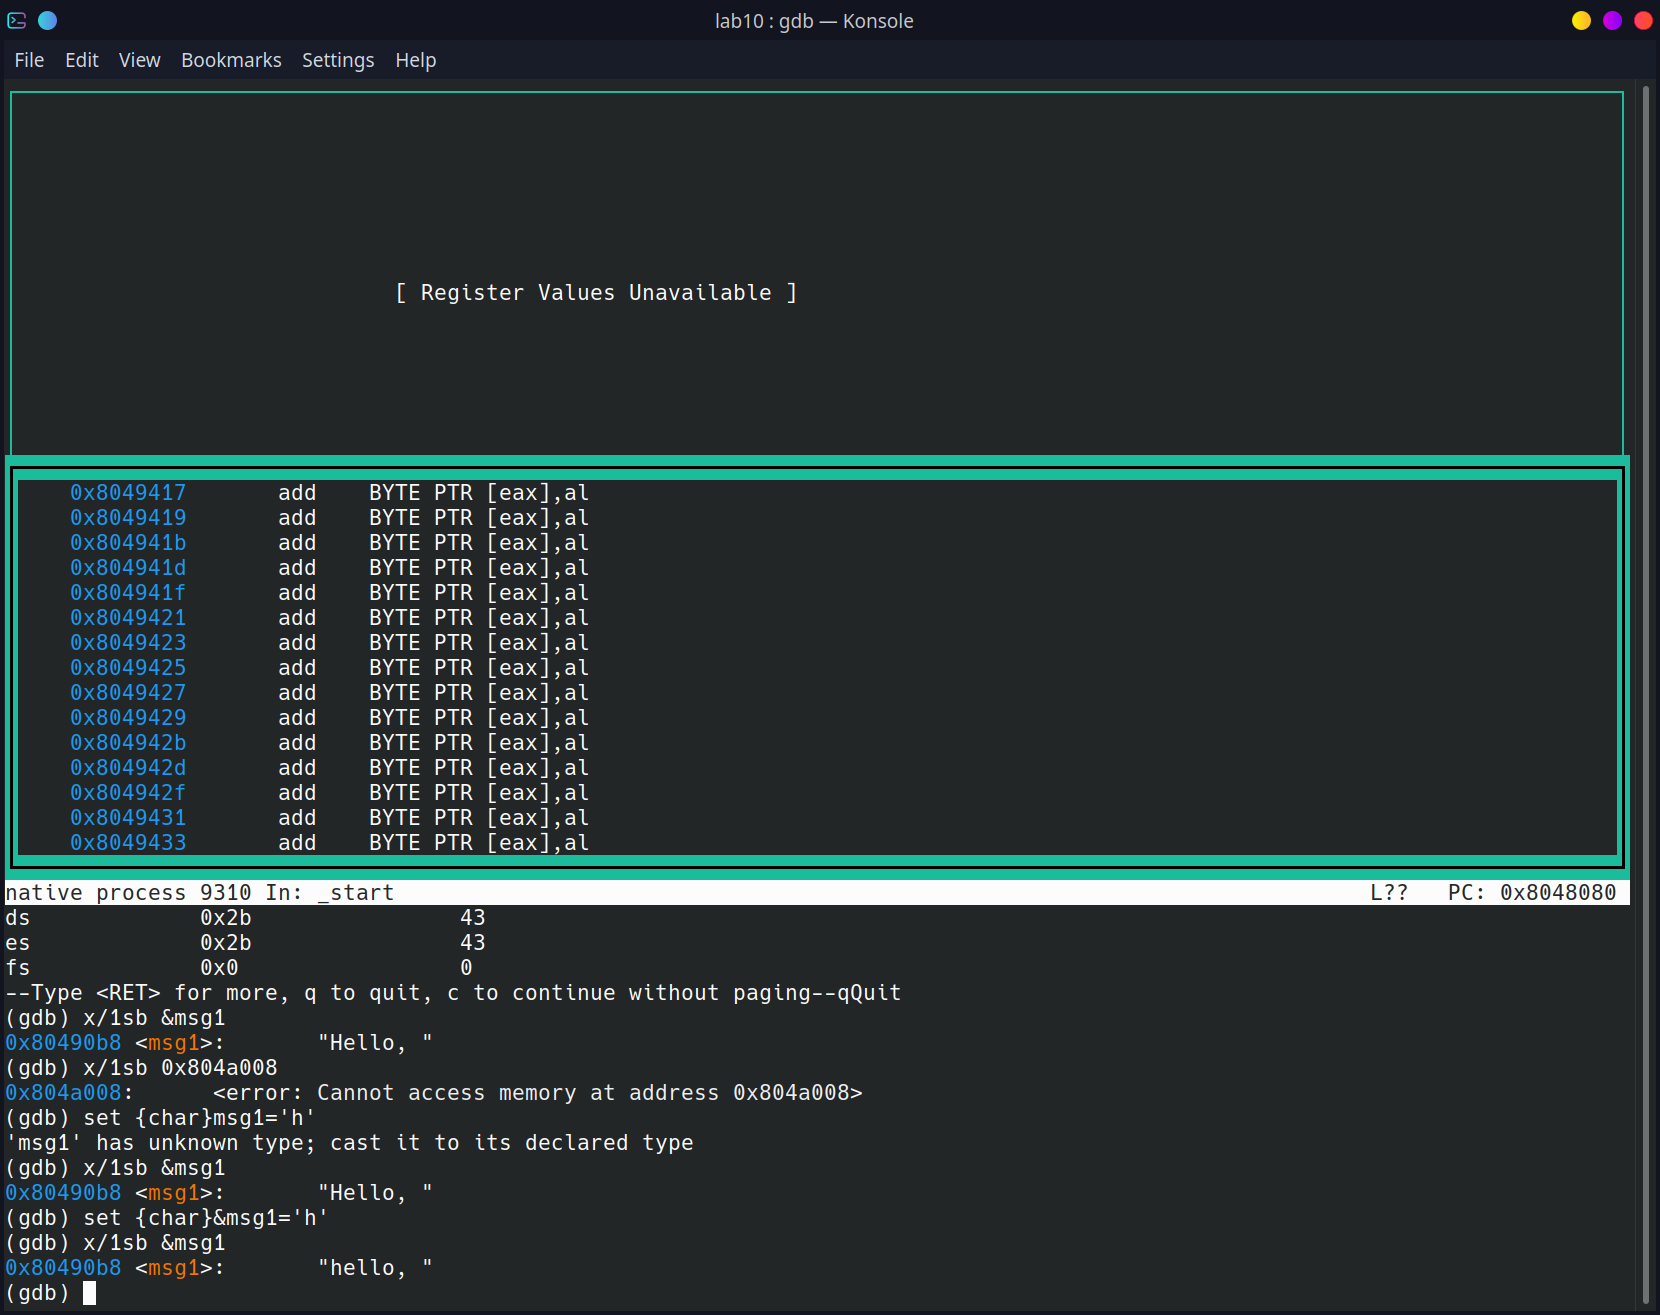 lab10 : gdb — Konsole
File Edit View Bookmarks Settings Help
[ Register Values Unavailable ]
0x8049417 add BYTE PTR [eax],al
0x8049419 add BYTE PTR [eax],al
0x804941b add BYTE PTR [eax],al
0x804941d add BYTE PTR [eax],al
0x804941f add BYTE PTR [eax],al
0x8049421 add BYTE PTR [eax],al
0x8049423 add BYTE PTR [eax],al
0x8049425 add BYTE PTR [eax],al
0x8049427 add BYTE PTR [eax],al
0x8049429 add BYTE PTR [eax],al
0x804942b add BYTE PTR [eax],al
0x804942d add BYTE PTR [eax],al
0x804942f add BYTE PTR [eax],al
0x8049431 add BYTE PTR [eax],al
0x8049433 add BYTE PTR [eax],al
native process 9310 In: _start L?? PC: 0x8048080
ds 0x2b 43
es 0x2b 43
fs 0x0 0
--Type <RET> for more, q to quit, c to continue without paging--qQuit
(gdb) x/1sb &msg1
0x80490b8 <msg1>: "Hello, "
(gdb) x/1sb 0x804a008
0x804a008: <error: Cannot access memory at address 0x804a008>
(gdb) set {char}msg1='h'
'msg1' has unknown type; cast it to its declared type
(gdb) x/1sb &msg1
0x80490b8 <msg1>: "Hello, "
(gdb) set {char}&msg1='h'
(gdb) x/1sb &msg1
0x80490b8 <msg1>: "hello, "
(gdb)